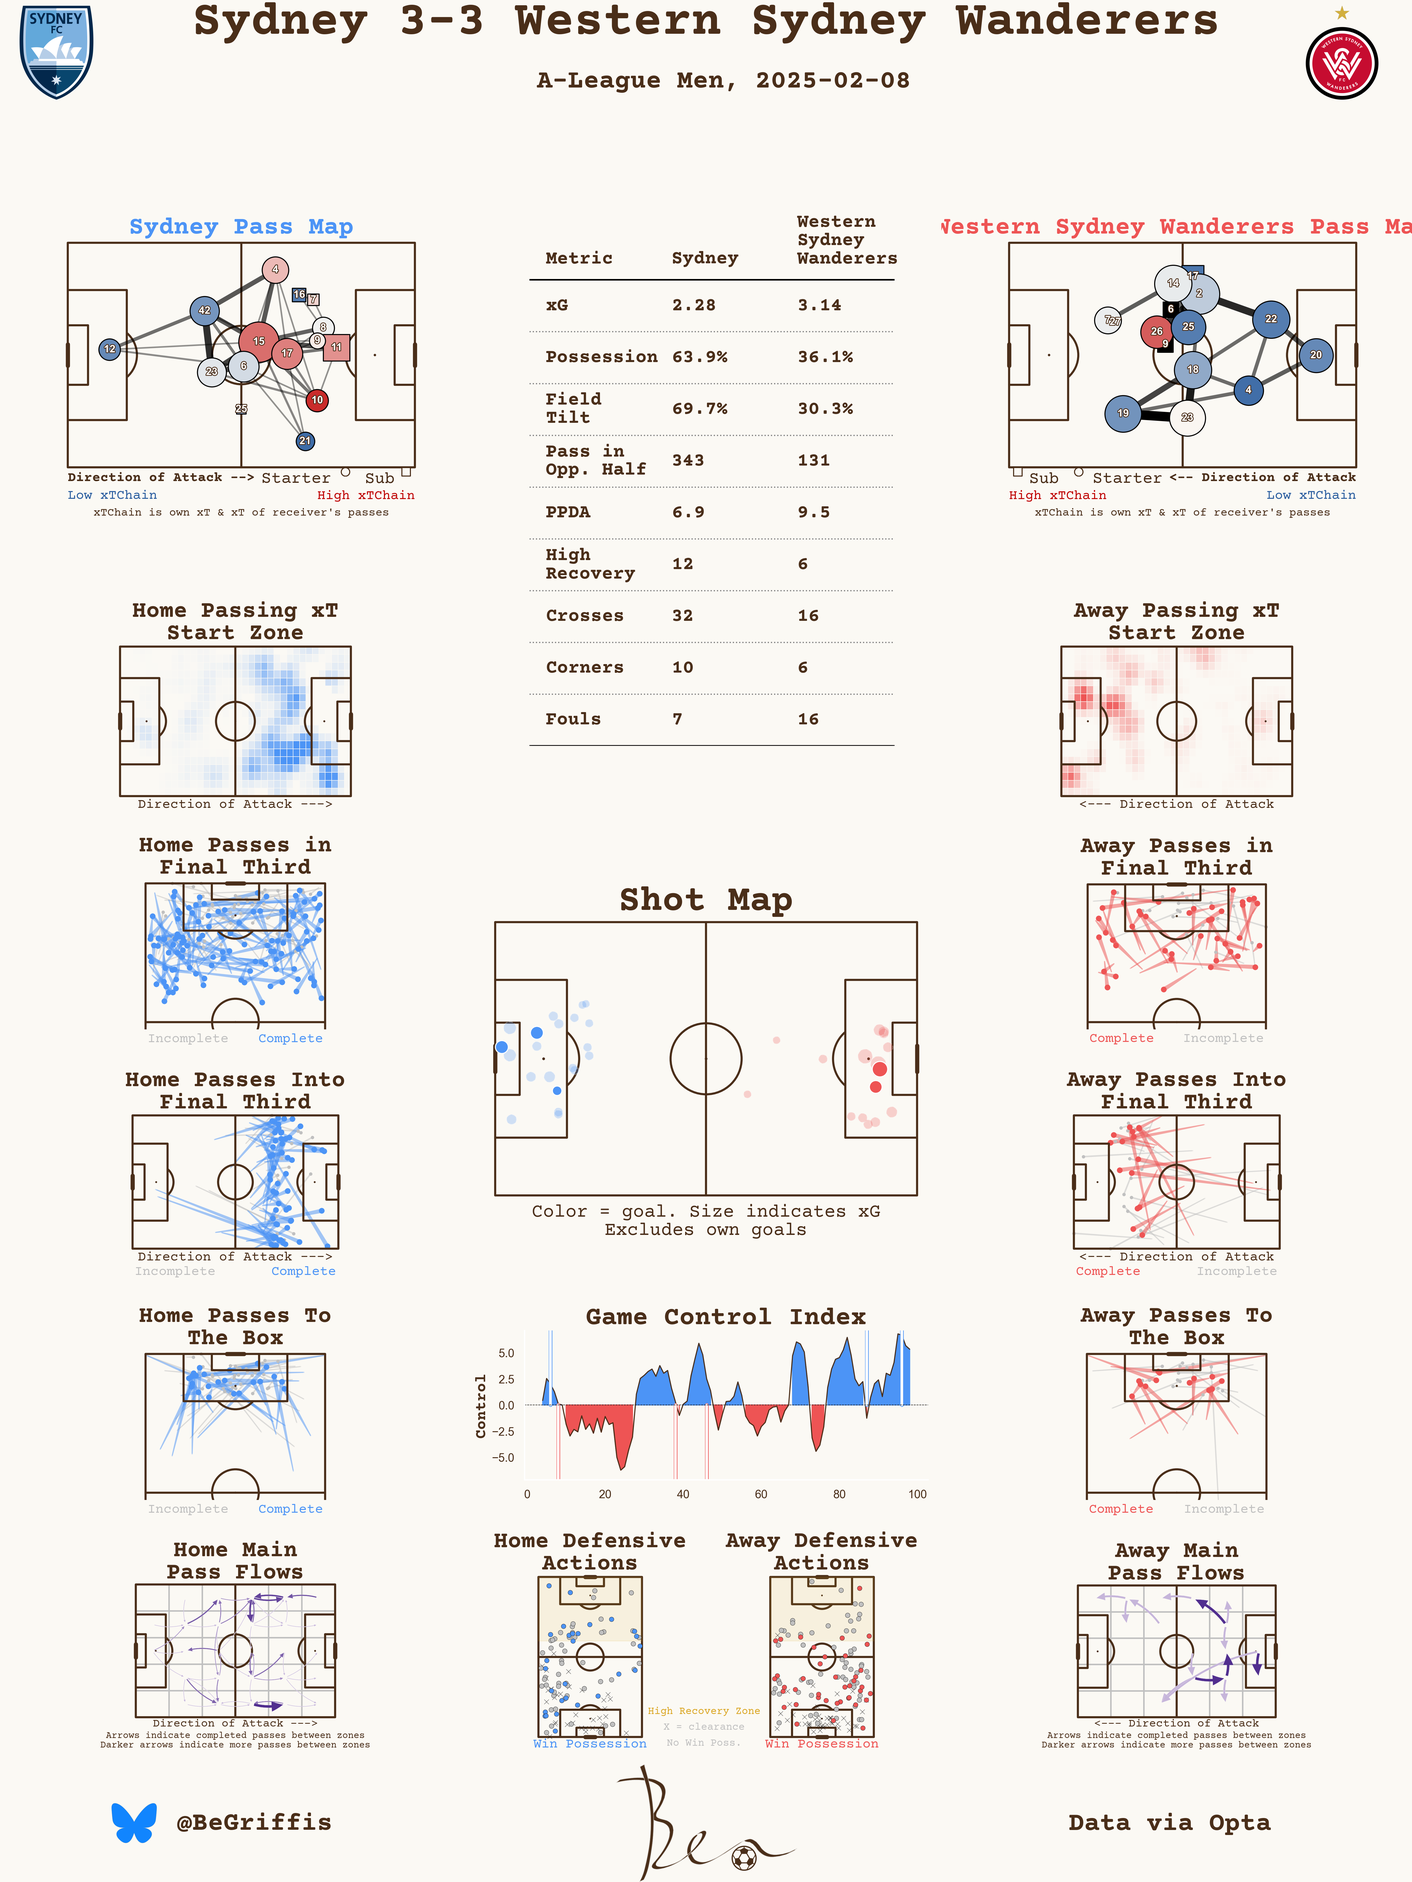 Sydney 3-3 Western Sydney Wanderers
A-League Men, 2025-02-08
SYDNEY
FC
WESTERN SYDNEY
FC
WANDERERS
Sydney Pass Map
4
16
7
42
8
15
9
11
12
17
6
23
10
25
21
Direction of Attack --> Starter Sub
Low xTChain High xTChain
xTChain is own xT & xT of receiver's passes
Metric Sydney Western
Sydney
Wanderers
xG 2.28 3.14
Possession 63.9% 36.1%
Field
Tilt 69.7% 30.3%
Pass in
Opp. Half 343 131
PPDA 6.9 9.5
High
Recovery 12 6
Crosses 32 16
Corners 10 6
Fouls 7 16
Western Sydney Wanderers Pass Ma
17
14
2
6
7
27
22
25
26
9
20
18
4
19
23
Sub Starter <-- Direction of Attack
High xTChain Low xTChain
xTChain is own xT & xT of receiver's passes
Home Passing xT
Start Zone
Direction of Attack --->
Away Passing xT
Start Zone
<--- Direction of Attack
Home Passes in
Final Third
Incomplete Complete
Away Passes in
Final Third
Complete Incomplete
Shot Map
Color = goal. Size indicates xG
Excludes own goals
Home Passes Into
Final Third
Direction of Attack --->
Incomplete Complete
Away Passes Into
Final Third
<--- Direction of Attack
Complete Incomplete
Home Passes To
The Box
Incomplete Complete
Game Control Index
Control
5.0
2.5
0.0
−2.5
−5.0
0 20 40 60 80 100
Away Passes To
The Box
Complete Incomplete
Home Main
Pass Flows
Direction of Attack --->
Arrows indicate completed passes between zones
Darker arrows indicate more passes between zones
Home Defensive
Actions
Win Possession
High Recovery Zone
X = clearance
No Win Poss.
Away Defensive
Actions
Win Possession
Away Main
Pass Flows
<--- Direction of Attack
Arrows indicate completed passes between zones
Darker arrows indicate more passes between zones
@BeGriffis
Ben
Data via Opta